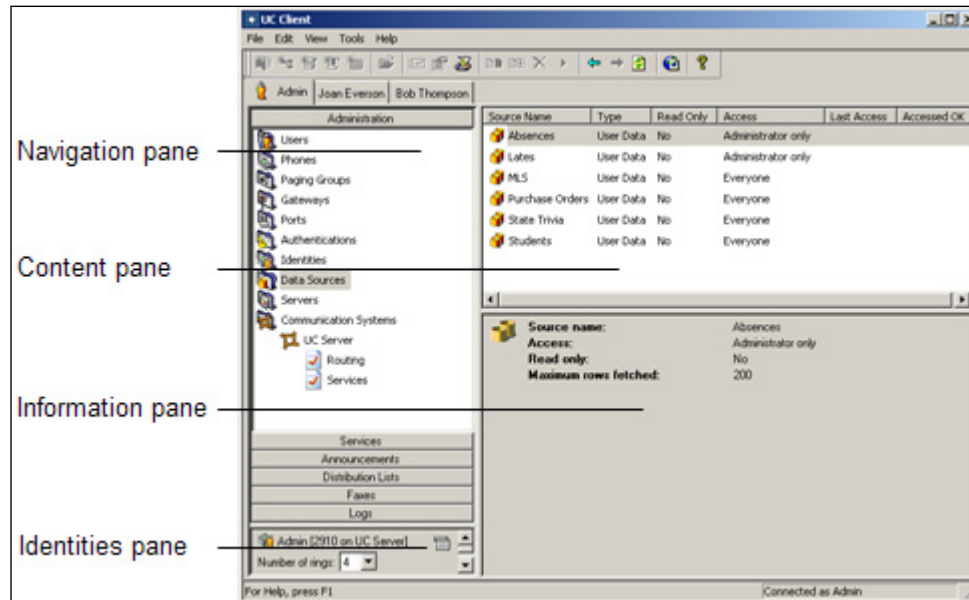 UC Client
File Edit View Tools Help
Admin Joan Everson Bob Thompson
Navigation pane
Content pane
Information pane
Identities pane
Administration
Users
Phones
Paging Groups
Gateways
Ports
Authentications
Identities
Data Sources
Servers
Communication Systems
UC Server
Routing
Services
Services
Announcements
Distribution Lists
Faxes
Logs
Admin [2910 on UC Server]
Number of rings: 4
Source Name Type Read Only Access Last Access Accessed OK
Absences User Data No Administrator only
Lates User Data No Administrator only
MLS User Data No Everyone
Purchase Orders User Data No Everyone
State Trivia User Data No Everyone
Students User Data No Everyone
Source name: Absences
Access: Administrator only
Read only: No
Maximum rows fetched: 200
For Help, press F1 Connected as Admin